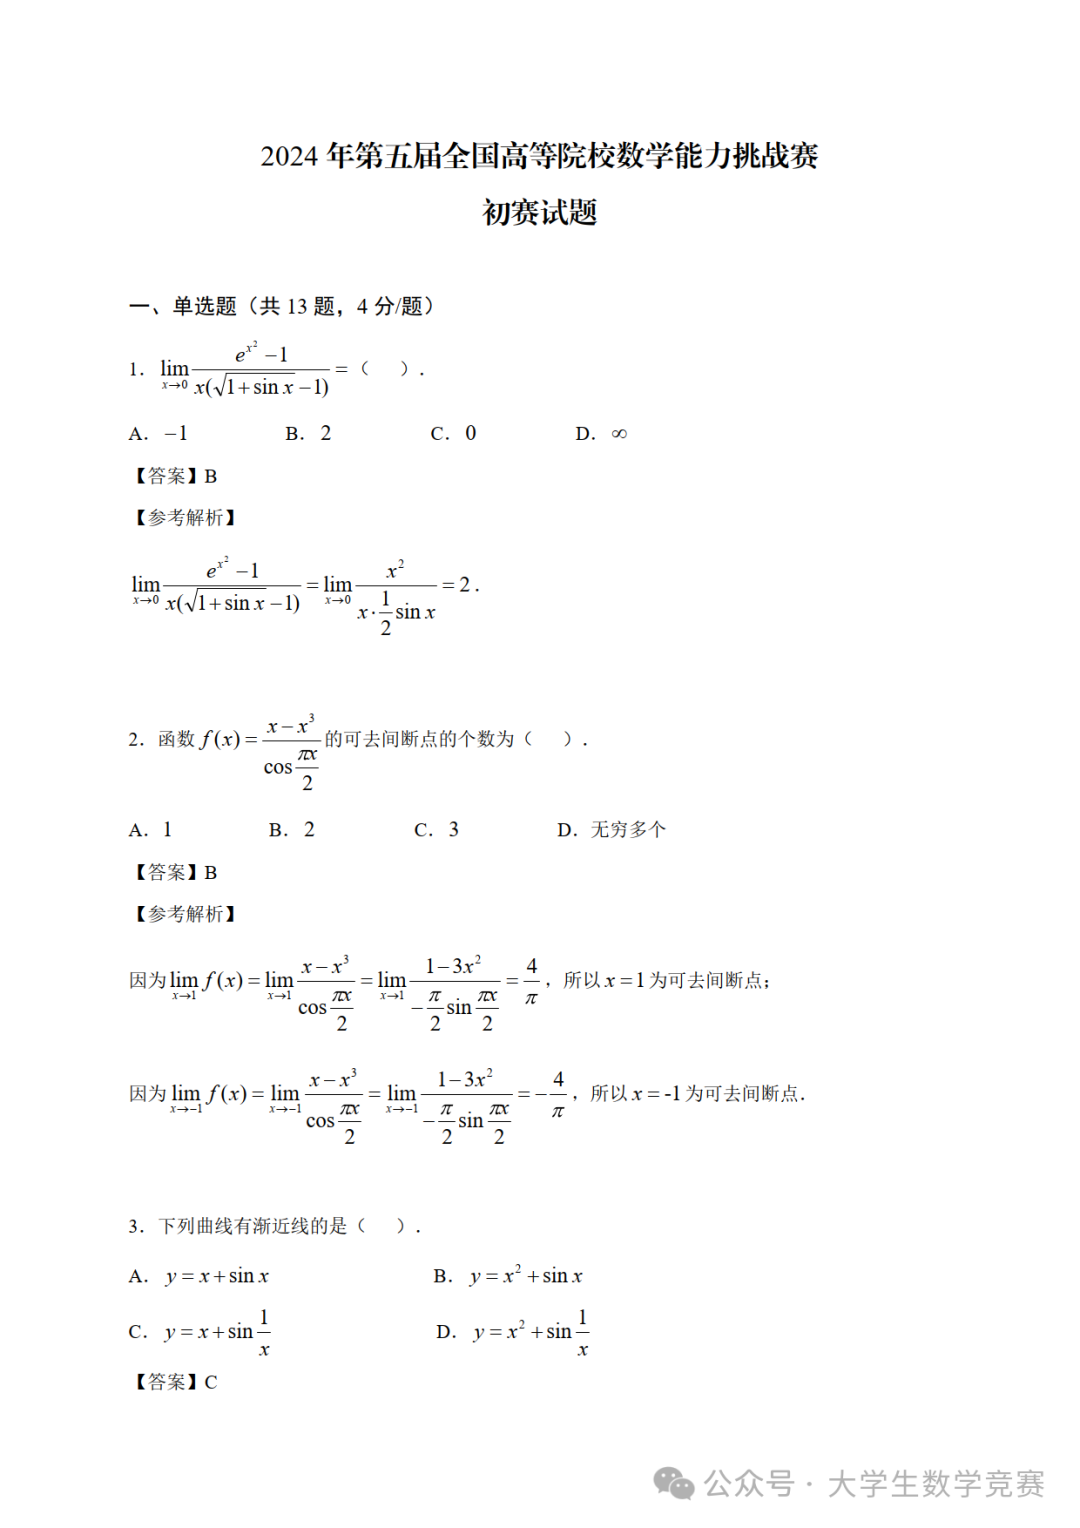 2024 年第五届全国高等院校数学能力挑战赛
初赛试题
一、单选题（共 13 题，4 分/题）
1. $\lim_{x\to 0}\frac{e^{x^2}-1}{x(\sqrt{1+\sin x}-1)}=$（　）.
A. $-1$　B. $2$　C. $0$　D. $\infty$
【答案】B
【参考解析】
$\lim_{x\to 0}\frac{e^{x^2}-1}{x(\sqrt{1+\sin x}-1)}=\lim_{x\to 0}\frac{x^2}{x\cdot\frac{1}{2}\sin x}=2$.
2. 函数 $f(x)=\frac{x-x^3}{\cos\frac{\pi x}{2}}$ 的可去间断点的个数为（　）.
A. 1　B. 2　C. 3　D. 无穷多个
【答案】B
【参考解析】
因为 $\lim_{x\to 1}f(x)=\lim_{x\to 1}\frac{x-x^3}{\cos\frac{\pi x}{2}}=\lim_{x\to 1}\frac{1-3x^2}{-\frac{\pi}{2}\sin\frac{\pi x}{2}}=\frac{4}{\pi}$，所以 $x=1$ 为可去间断点；
因为 $\lim_{x\to -1}f(x)=\lim_{x\to -1}\frac{x-x^3}{\cos\frac{\pi x}{2}}=\lim_{x\to -1}\frac{1-3x^2}{-\frac{\pi}{2}\sin\frac{\pi x}{2}}=-\frac{4}{\pi}$，所以 $x=-1$ 为可去间断点.
3. 下列曲线有渐近线的是（　）.
A. $y=x+\sin x$　B. $y=x^2+\sin x$
C. $y=x+\sin\frac{1}{x}$　D. $y=x^2+\sin\frac{1}{x}$
【答案】C
公众号 · 大学生数学竞赛